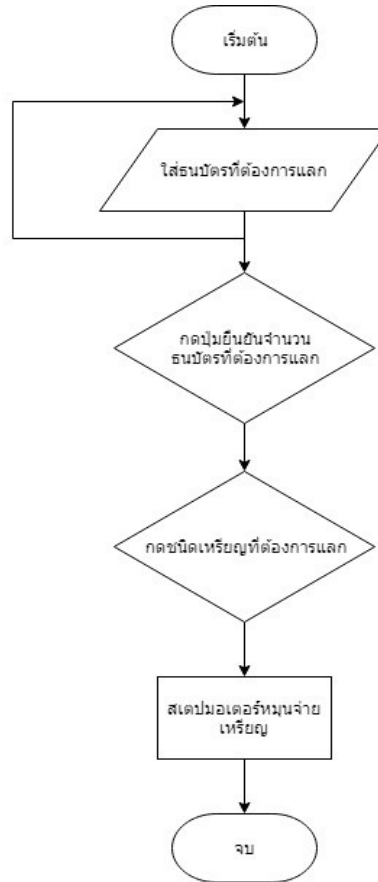 เริ่มต้น
ใส่ธนบัตรที่ต้องการแลก
กดปุ่มยืนยันจำนวน
ธนบัตรที่ต้องการแลก
กดชนิดเหรียญที่ต้องการแลก
สเตปมอเตอร์หมุนจ่าย
เหรียญ
จบ